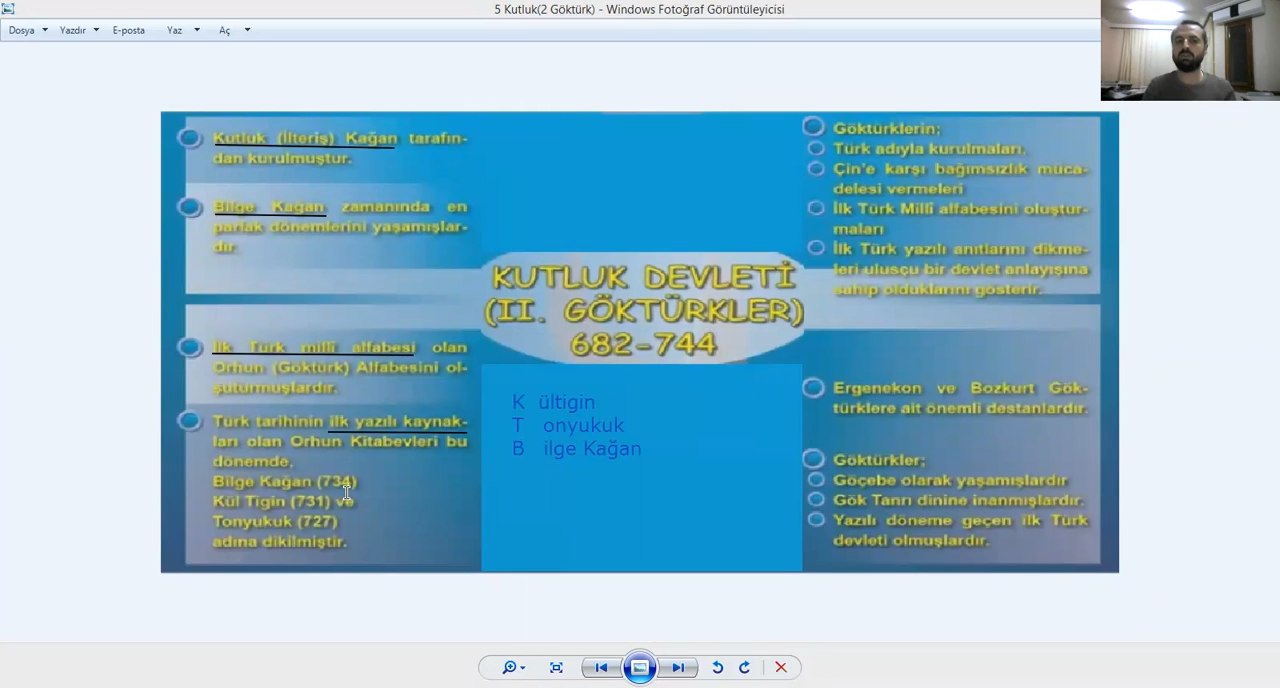 5 Kutluk(2 Göktürk) - Windows Fotoğraf Görüntüleyicisi
Dosya Yazdır E-posta Yaz Aç
Kutluk (İlteriş) Kağan tarafın-
dan kurulmuştur.
Bilge Kağan zamanında en
parlak dönemlerini yaşamışlar-
dır.
İlk Türk millî alfabesi olan
Orhun (Göktürk) Alfabesini ol-
uşuturmuşlardır.
Türk tarihinin ilk yazılı kaynak-
ları olan Orhun Kitabevleri bu
dönemde.
Bilge Kağan (734)
Kül Tigin (731) ve
Tonyukuk (727)
adına dikilmiştir.
KUTLUK DEVLETİ
(II. GÖKTÜRKLER)
682-744
K ültigin
T onyukuk
B ilge Kağan
Göktürklerin;
Türk adıyla kurulmaları,
Çin'e karşı bağımsızlık müca-
delesi vermeleri
İlk Türk Millî alfabesini oluştur-
maları
İlk Türk yazılı anıtlarını dikme-
leri ulusçu bir devlet anlayışına
sahip olduklarını gösterir.
Ergenekon ve Bozkurt Gök-
türklere ait önemli destanlardır.
Göktürkler;
Göçebe olarak yaşamışlardır
Gök Tanrı dinine inanmışlardır.
Yazılı döneme geçen ilk Türk
devleti olmuşlardır.